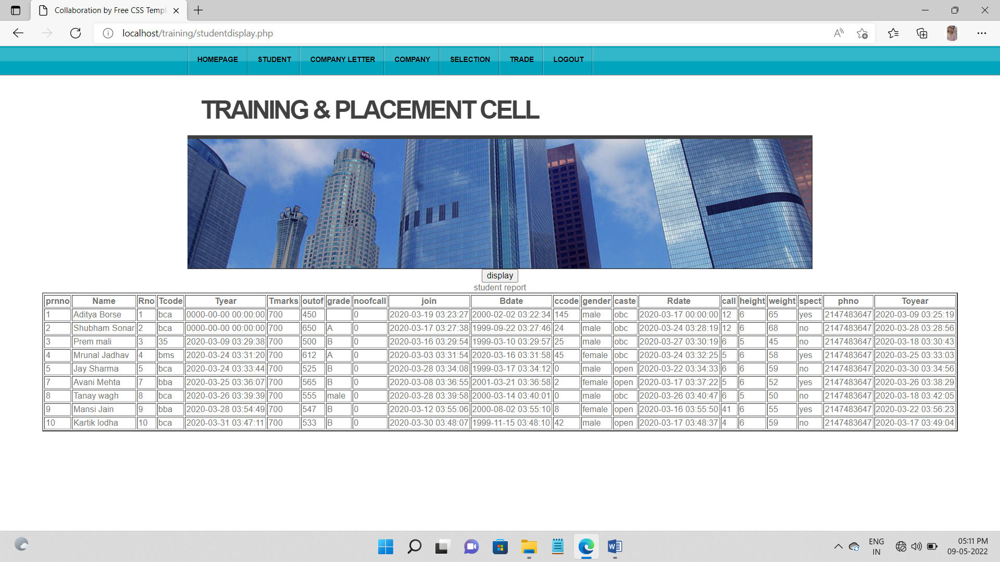 Collaboration by Free CSS Templ
localhost/training/studentdisplay.php
HOMEPAGE STUDENT COMPANY LETTER COMPANY SELECTION TRADE LOGOUT
TRAINING & PLACEMENT CELL
display
student report
prnno Name Rno Tcode Tyear Tmarks outof grade noofcall join Bdate ccode gender caste Rdate call height weight spect phno Toyear
1 Aditya Borse 1 bca 0000-00-00 00:00:00 700 450 0 2020-03-19 03:23:27 2000-02-02 03:22:34 145 male obc 2020-03-17 00:00:00 12 6 65 yes 2147483647 2020-03-09 03:25:19
2 Shubham Sonar 2 bca 0000-00-00 00:00:00 700 650 A 0 2020-03-17 03:27:38 1999-09-22 03:27:46 24 male obc 2020-03-24 03:28:19 12 6 68 no 2147483647 2020-03-28 03:28:56
3 Prem mali 3 35 2020-03-09 03:29:38 700 500 B 0 2020-03-16 03:29:54 1999-03-10 03:29:57 25 male obc 2020-03-27 03:30:19 6 5 45 no 2147483647 2020-03-18 03:30:43
4 Mrunal Jadhav 4 bms 2020-03-24 03:31:20 700 612 A 0 2020-03-03 03:31:54 2020-03-16 03:31:58 45 female obc 2020-03-24 03:32:25 5 6 58 yes 2147483647 2020-03-25 03:33:03
5 Jay Sharma 5 bca 2020-03-24 03:33:44 700 525 B 0 2020-03-28 03:34:08 1999-03-17 03:34:12 0 male open 2020-03-22 03:34:33 6 6 59 no 2147483647 2020-03-30 03:34:56
7 Avani Mehta 7 bba 2020-03-25 03:36:07 700 565 B 0 2020-03-08 03:36:55 2001-03-21 03:36:58 2 female open 2020-03-17 03:37:22 5 6 52 yes 2147483647 2020-03-26 03:38:29
8 Tanay wagh 8 bca 2020-03-26 03:39:39 700 555 male 0 2020-03-28 03:39:58 2000-03-14 03:40:01 0 male obc 2020-03-26 03:40:47 6 5 50 no 2147483647 2020-03-18 03:42:05
9 Mansi Jain 9 bba 2020-03-28 03:54:49 700 547 B 0 2020-03-12 03:55:06 2000-08-02 03:55:10 8 female open 2020-03-16 03:55:50 41 6 55 yes 2147483647 2020-03-22 03:56:23
10 Kartik lodha 10 bca 2020-03-31 03:47:11 700 533 B 0 2020-03-30 03:48:07 1999-11-15 03:48:10 42 male open 2020-03-17 03:48:37 4 6 59 no 2147483647 2020-03-17 03:49:04
ENG
IN
05:11 PM
09-05-2022